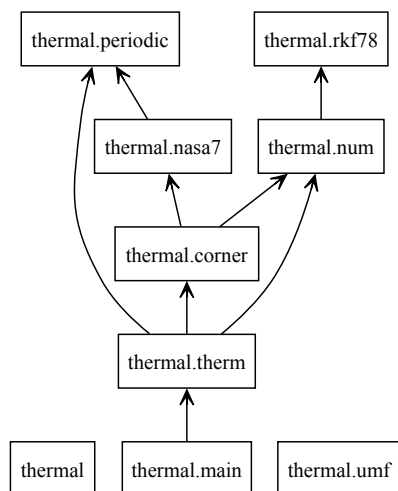 thermal.periodic
thermal.rkf78
thermal.nasa7
thermal.num
thermal.corner
thermal.therm
thermal
thermal.main
thermal.umf